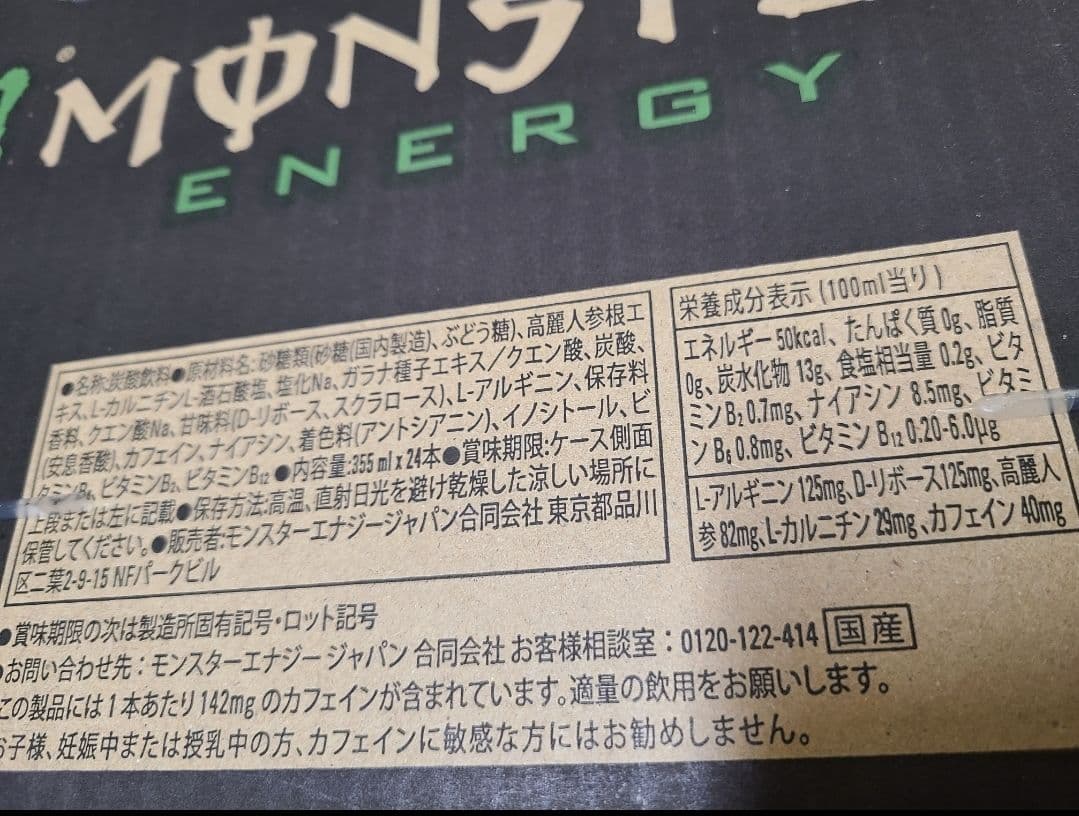 MONST
ENERGY
●名称:炭酸飲料●原材料名:砂糖類(砂糖(国内製造)、ぶどう糖)、高麗人参根エ
キス、L-カルニチンL-酒石酸塩、塩化Na、ガラナ種子エキス/クエン酸、炭酸、
香料、クエン酸Na、甘味料(D-リボース、スクラロース)、L-アルギニン、保存料
(安息香酸)、カフェイン、ナイアシン、着色料(アントシアニン)、イノシトール、ビ
タミンB₆、ビタミンB₂、ビタミンB₁₂●内容量:355ml x 24本●賞味期限:ケース側面
上段または左に記載●保存方法:高温、直射日光を避け乾燥した涼しい場所に
保管してください。●販売者:モンスターエナジージャパン合同会社 東京都品川
区二葉2-9-15 NFパークビル
栄養成分表示 (100ml当り)
エネルギー 50kcal、たんぱく質 0g、脂質
0g、炭水化物 13g、食塩相当量 0.2g、ビタ
ミンB₂ 0.7mg、ナイアシン 8.5mg、ビタミ
ンB₆ 0.8mg、ビタミンB₁₂ 0.20-6.0μg
L-アルギニン 125mg、D-リボース125mg、高麗人
参 82mg、L-カルニチン 29mg、カフェイン 40mg
●賞味期限の次は製造所固有記号・ロット記号
●お問い合わせ先：モンスターエナジー ジャパン 合同会社 お客様相談室：0120-122-414 国産
この製品には1本あたり142mg のカフェインが含まれています。適量の飲用をお願いします。
お子様、妊娠中または授乳中の方、カフェインに敏感な方にはお勧めしません。